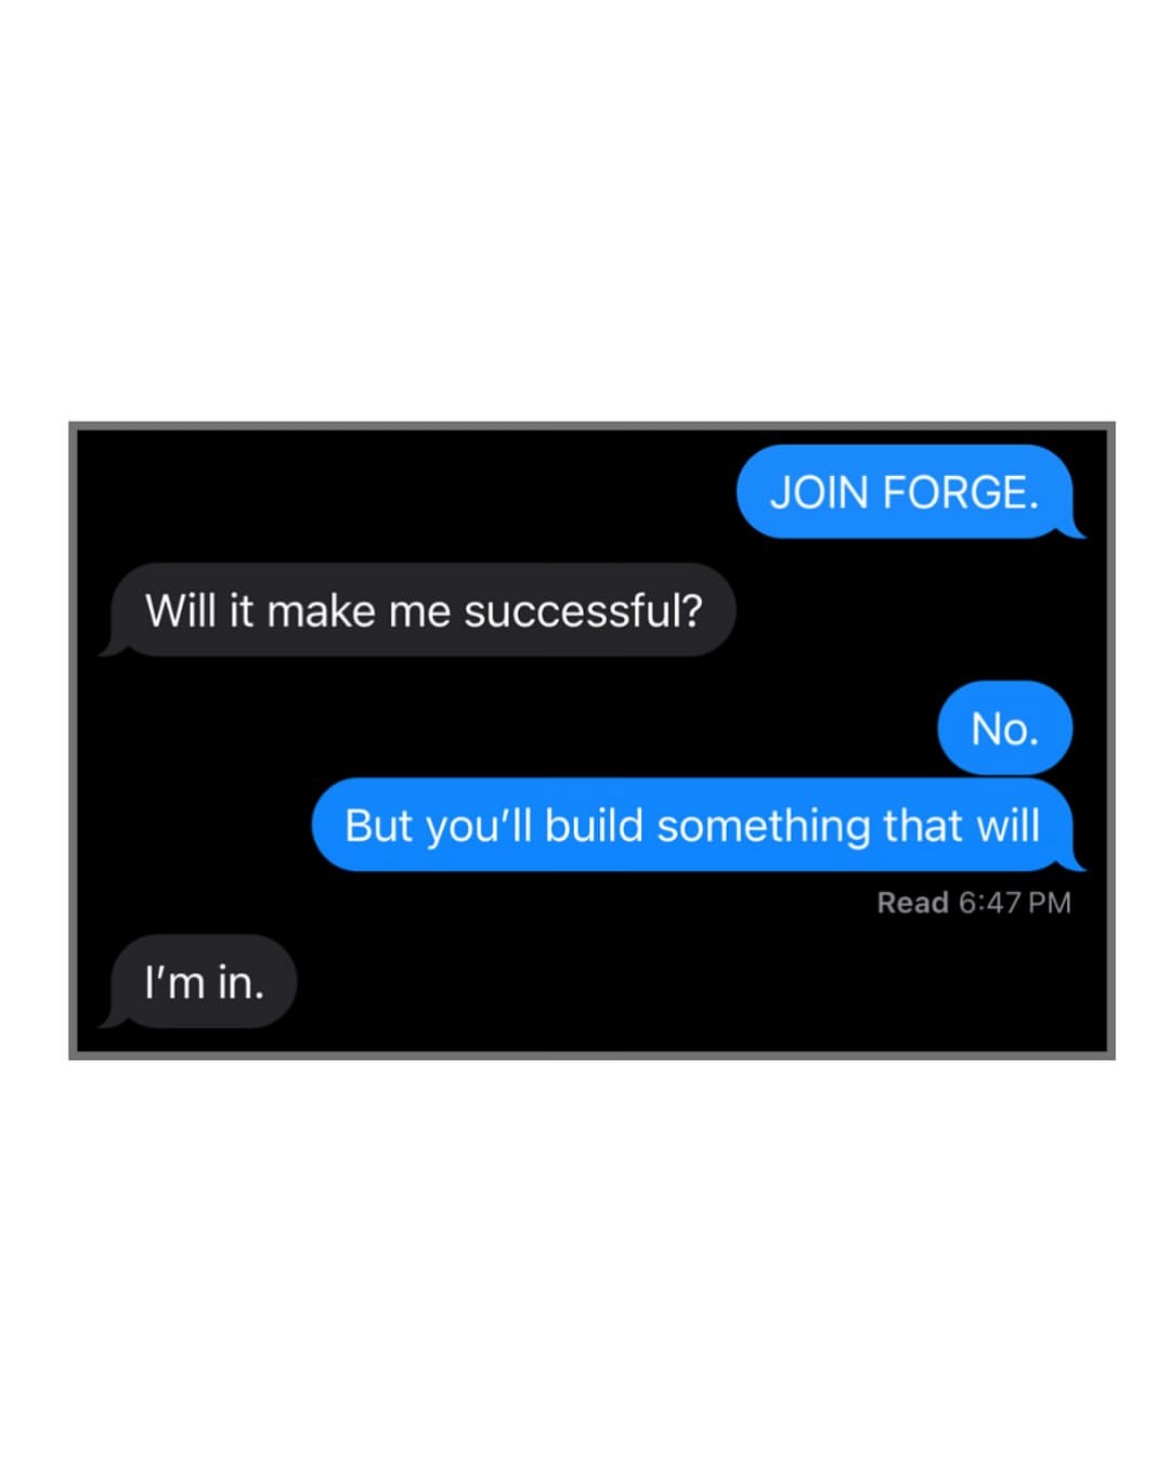 JOIN FORGE.
Will it make me successful?
No.
But you’ll build something that will
Read 6:47 PM
I’m in.